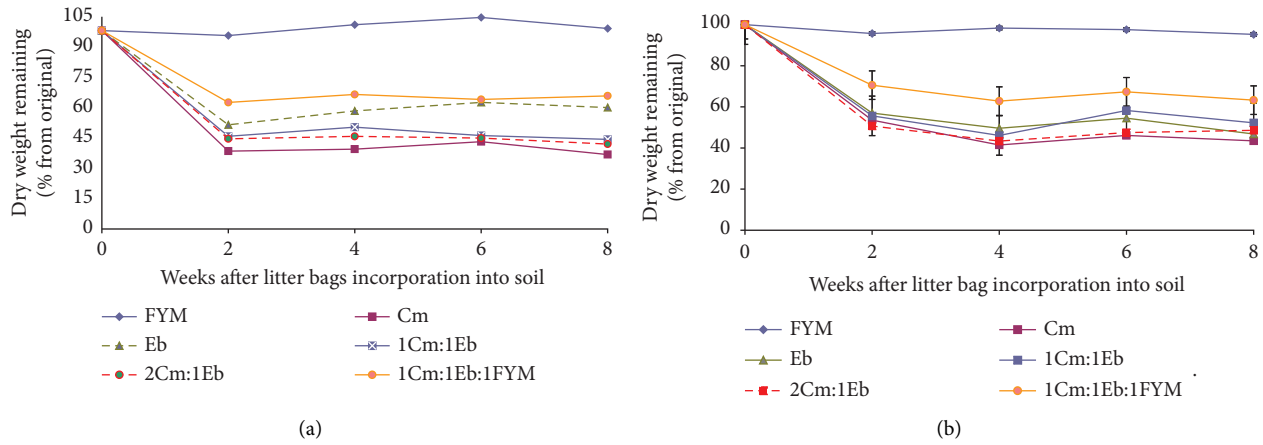 Dry weight remaining
(% from original)
105
90
75
60
45
30
15
0
0 2 4 6 8
Weeks after litter bags incorporation into soil
FYM Cm
Eb 1Cm:1Eb
2Cm:1Eb 1Cm:1Eb:1FYM
(a)
Dry weight remaining
(% from original)
100
80
60
40
20
0
0 2 4 6 8
Weeks after litter bag incorporation into soil
FYM Cm
Eb 1Cm:1Eb
2Cm:1Eb 1Cm:1Eb:1FYM
(b)